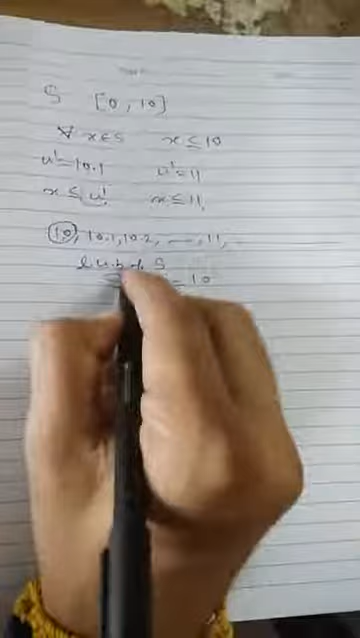 S [0, 10]
∀ x ∈ S x ≤ 10
u' = 10.1 u' = 11
x ≤ u' x ≤ 11
10, 10.1, 10.2, ----, 11, -
l.u.b of S
= 10